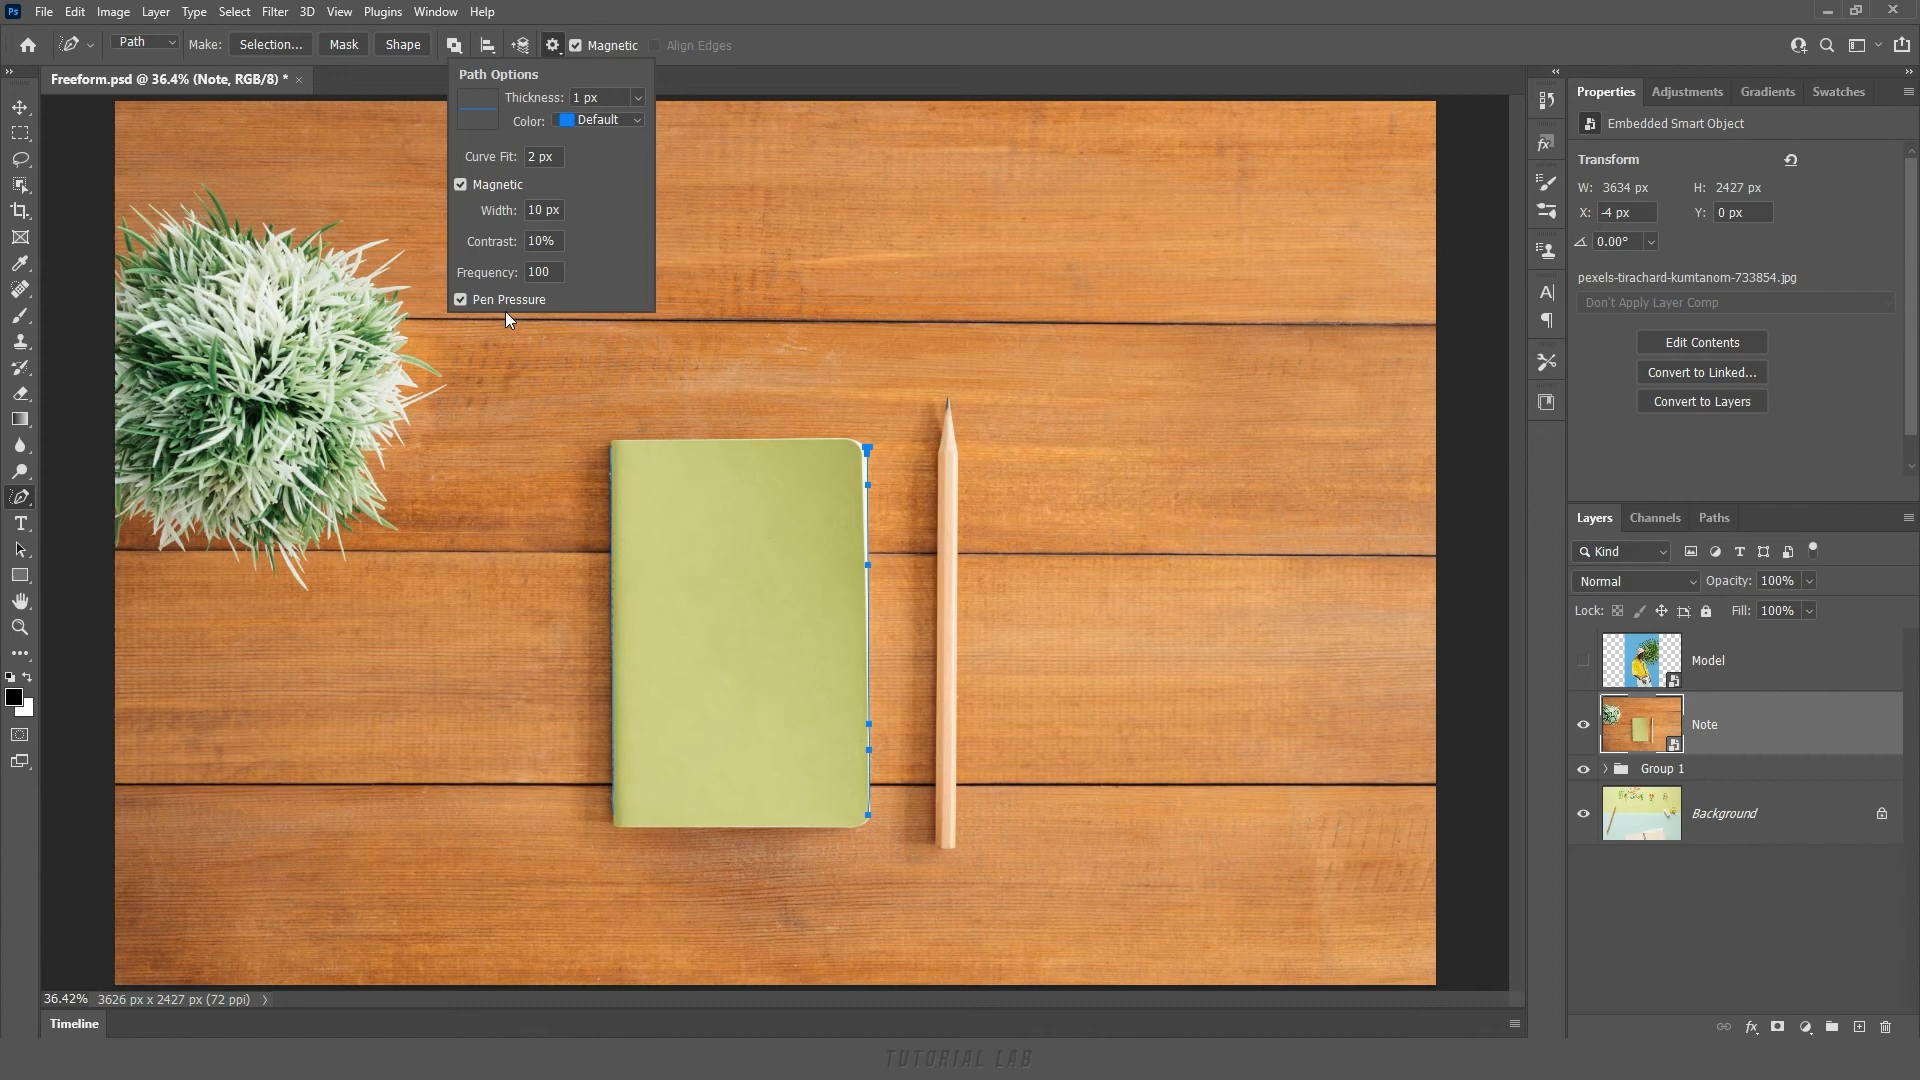 Ps File Edit Image Layer Type Select Filter 3D View Plugins Window Help
Path Make: Selection... Mask Shape Magnetic Align Edges
Freeform.psd @ 36.4% (Note, RGB/8) *
Path Options
Thickness: 1 px
Color: Default
Curve Fit: 2 px
Magnetic
Width: 10 px
Contrast: 10%
Frequency: 100
Pen Pressure
Properties Adjustments Gradients Swatches
Embedded Smart Object
Transform
W: 3634 px H: 2427 px
X: -4 px Y: 0 px
0.00°
pexels-tirachard-kumtanom-733854.jpg
Don't Apply Layer Comp
Edit Contents
Convert to Linked...
Convert to Layers
Layers Channels Paths
Kind
Normal Opacity: 100%
Lock: Fill: 100%
Model
Note
Group 1
Background
36.42% 3626 px x 2427 px (72 ppi)
Timeline
TUTORIAL LAB